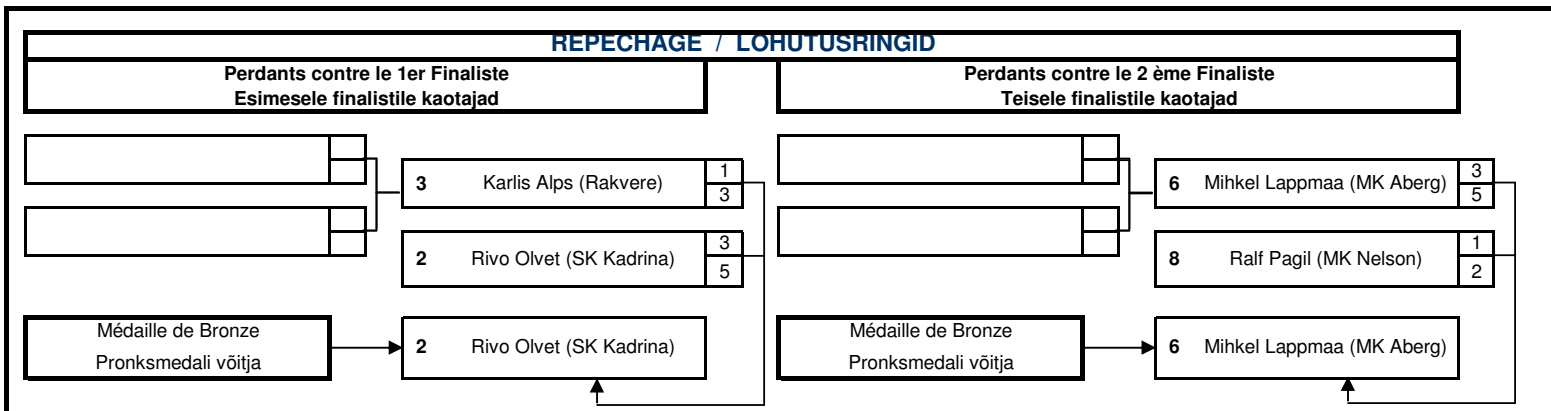 REPECHAGE / LOHUTUSRINGID
Perdants contre le 1er Finaliste
Esimesele finalistile kaotajad
Perdants contre le 2 ème Finaliste
Teisele finalistile kaotajad
3 Karlis Alps (Rakvere) 1
3
2 Rivo Olvet (SK Kadrina) 3
5
6 Mihkel Lappmaa (MK Aberg) 3
5
8 Ralf Pagil (MK Nelson) 1
2
Médaille de Bronze
Pronksmedali võitja
2 Rivo Olvet (SK Kadrina)
Médaille de Bronze
Pronksmedali võitja
6 Mihkel Lappmaa (MK Aberg)